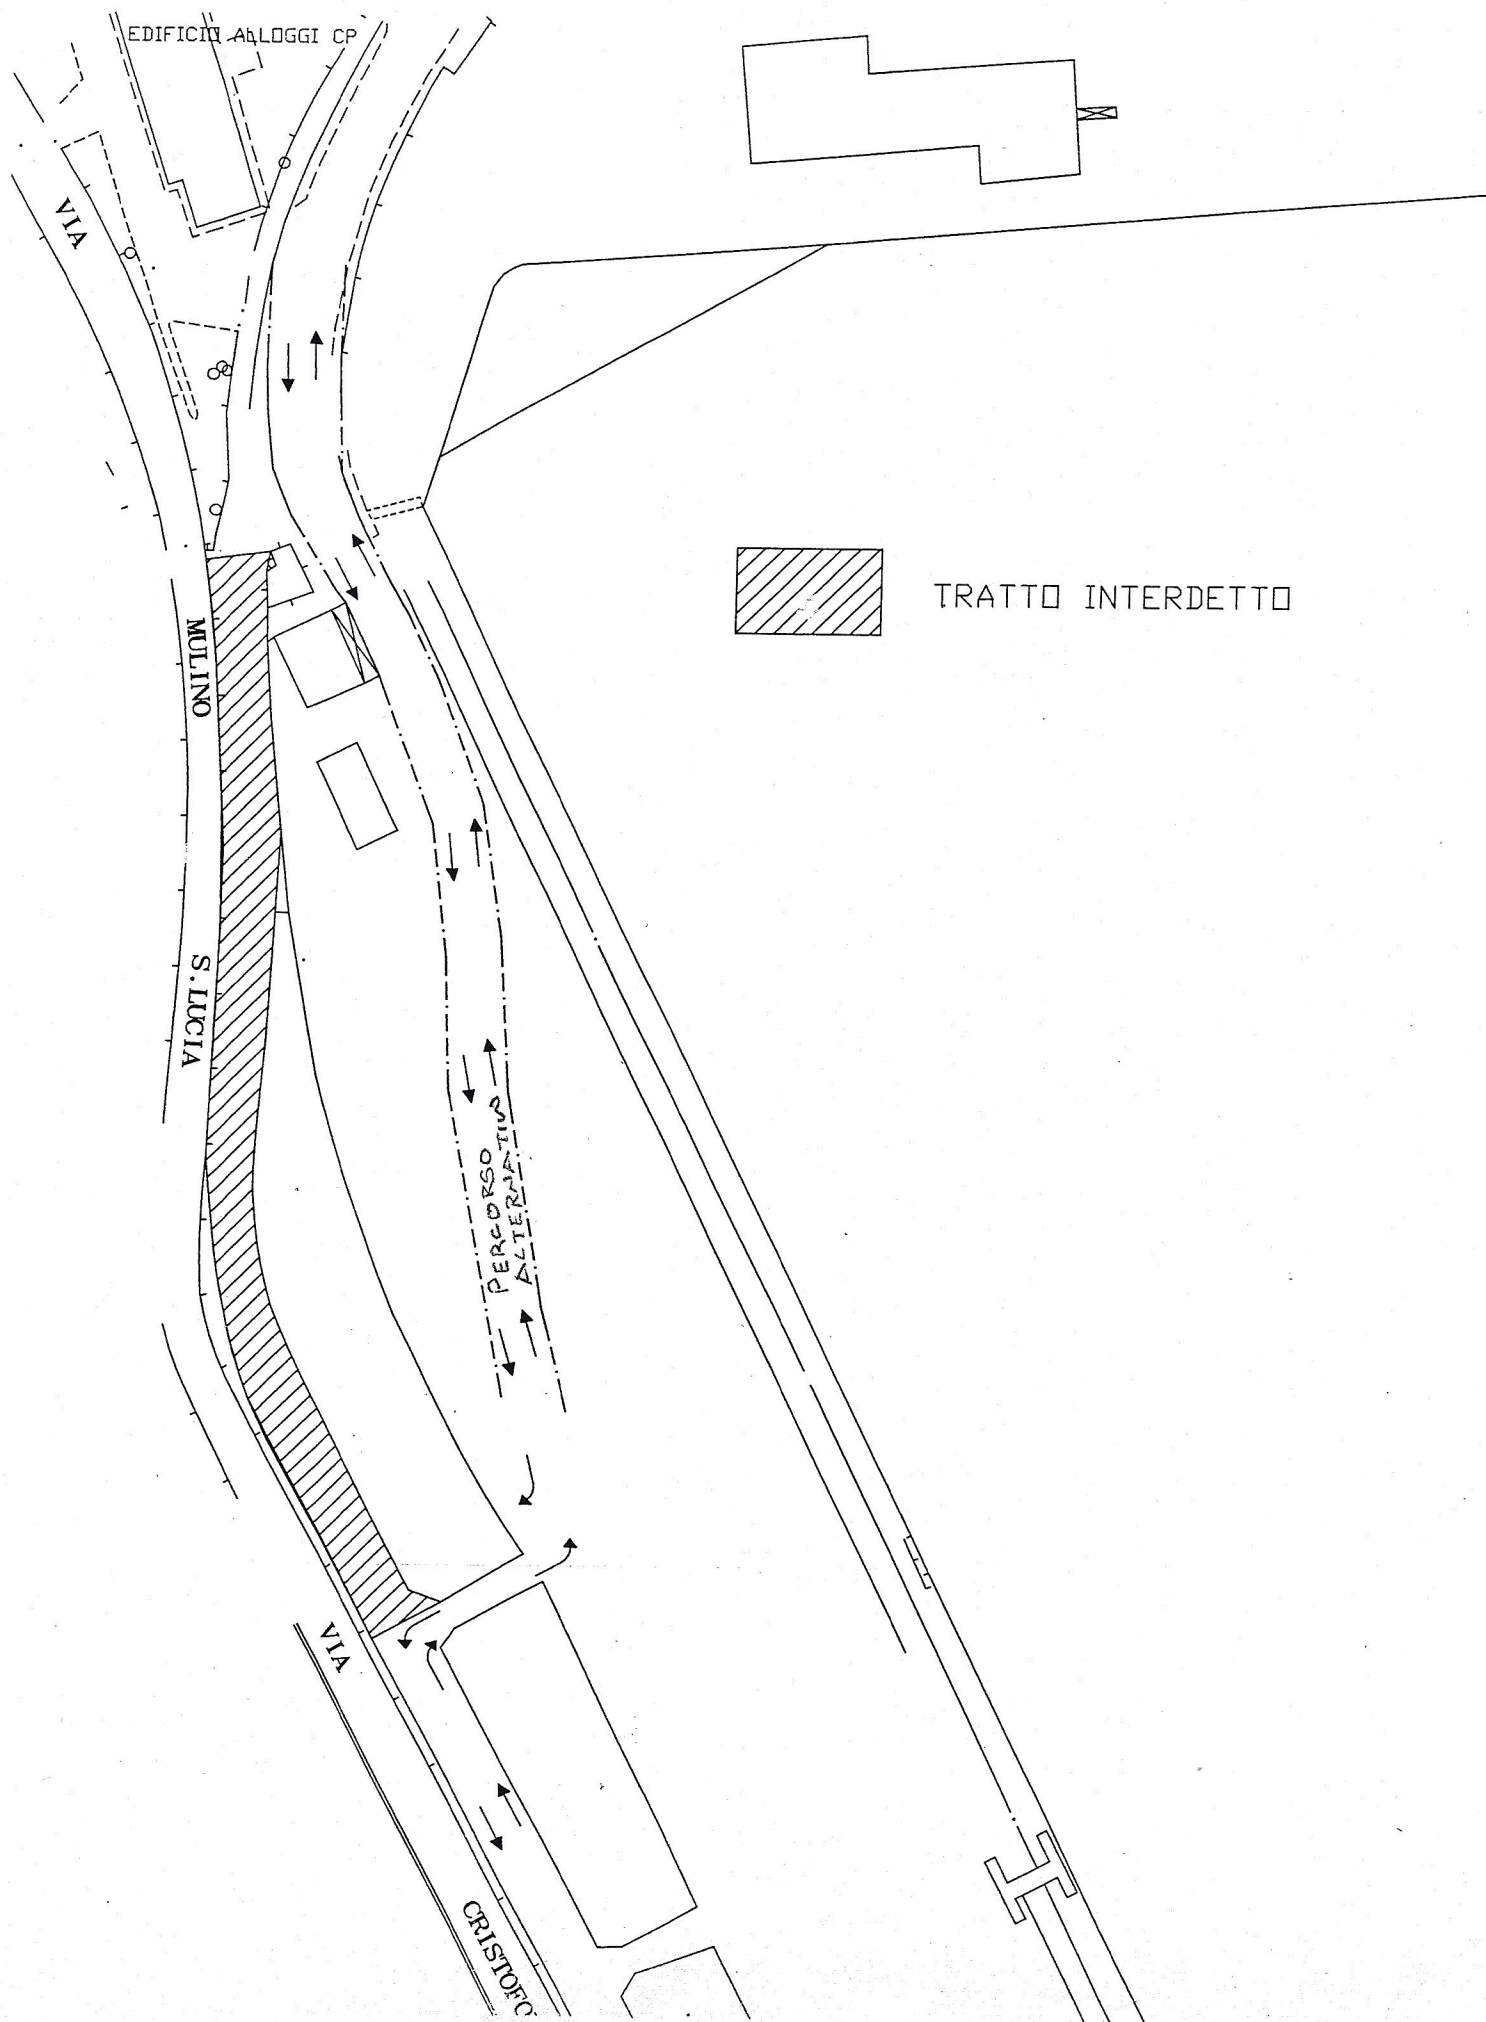 EDIFICIO ALLOGGI CP
VIA
MULINO
S.LUCIA
TRATTO INTERDETTO
PERCORSO
ALTERNATIVO
VIA
CRISTOFO